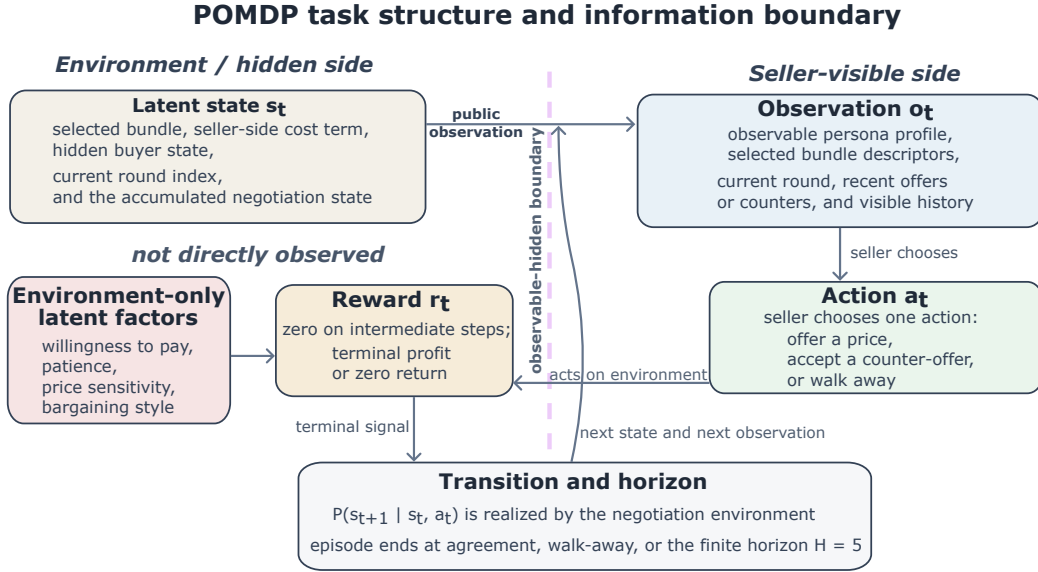 POMDP task structure and information boundary
Environment / hidden side
Seller-visible side
Latent state st
selected bundle, seller-side cost term,
hidden buyer state,
current round index,
and the accumulated negotiation state
public
observation
observable-hidden boundary
Observation ot
observable persona profile,
selected bundle descriptors,
current round, recent offers
or counters, and visible history
not directly observed
seller chooses
Environment-only
latent factors
willingness to pay,
patience,
price sensitivity,
bargaining style
Reward rt
zero on intermediate steps;
terminal profit
or zero return
Action at
seller chooses one action:
offer a price,
accept a counter-offer,
or walk away
acts on environment
terminal signal
next state and next observation
Transition and horizon
P(st+1 | st, at) is realized by the negotiation environment
episode ends at agreement, walk-away, or the finite horizon H = 5